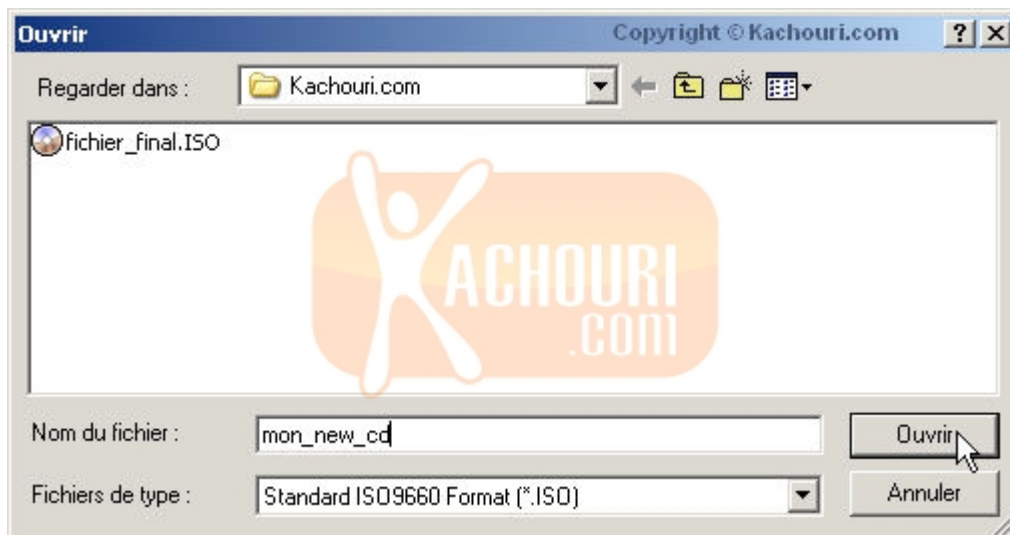 Ouvrir Copyright © Kachouri.com
Regarder dans : Kachouri.com
fichier_final.ISO
KACHOURI
.com
Nom du fichier : mon_new_cd Ouvrir
Fichiers de type : Standard ISO9660 Format (*.ISO) Annuler